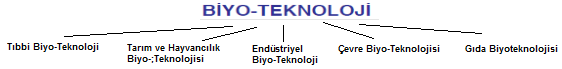 BİYO-TEKNOLOJİ
Tıbbi Biyo-Teknoloji
Tarım ve Hayvancılık
Biyo-;Teknolojisi
Endüstriyel
Biyo-Teknoloji
Çevre Biyo-Teknolojisi
Gıda Biyoteknolojisi